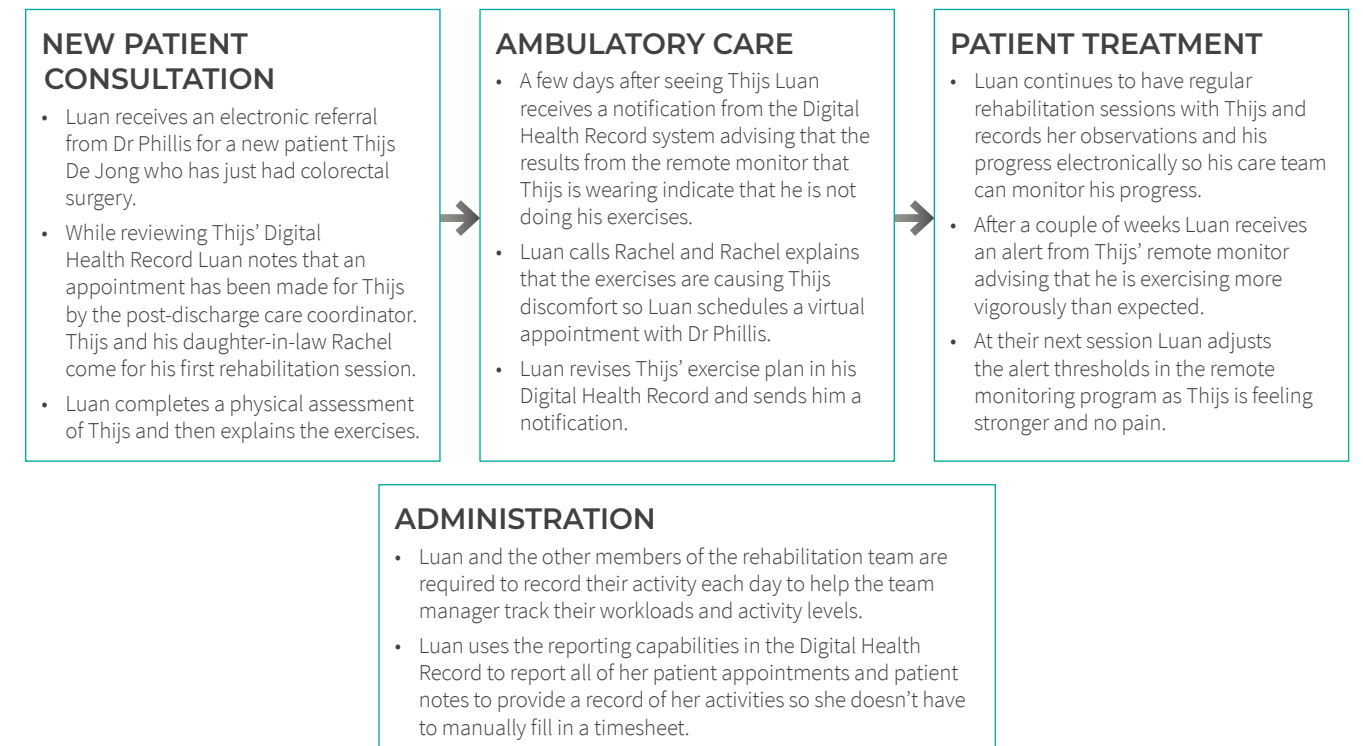 NEW PATIENT
CONSULTATION
• Luan receives an electronic referral
from Dr Phillis for a new patient Thijs
De Jong who has just had colorectal
surgery.
• While reviewing Thijs’ Digital
Health Record Luan notes that an
appointment has been made for Thijs
by the post-discharge care coordinator.
Thijs and his daughter-in-law Rachel
come for his first rehabilitation session.
• Luan completes a physical assessment
of Thijs and then explains the exercises.
AMBULATORY CARE
• A few days after seeing Thijs Luan
receives a notification from the Digital
Health Record system advising that the
results from the remote monitor that
Thijs is wearing indicate that he is not
doing his exercises.
• Luan calls Rachel and Rachel explains
that the exercises are causing Thijs
discomfort so Luan schedules a virtual
appointment with Dr Phillis.
• Luan revises Thijs’ exercise plan in his
Digital Health Record and sends him a
notification.
PATIENT TREATMENT
• Luan continues to have regular
rehabilitation sessions with Thijs and
records her observations and his
progress electronically so his care team
can monitor his progress.
• After a couple of weeks Luan receives
an alert from Thijs’ remote monitor
advising that he is exercising more
vigorously than expected.
• At their next session Luan adjusts
the alert thresholds in the remote
monitoring program as Thijs is feeling
stronger and no pain.
ADMINISTRATION
• Luan and the other members of the rehabilitation team are
required to record their activity each day to help the team
manager track their workloads and activity levels.
• Luan uses the reporting capabilities in the Digital Health
Record to report all of her patient appointments and patient
notes to provide a record of her activities so she doesn’t have
to manually fill in a timesheet.